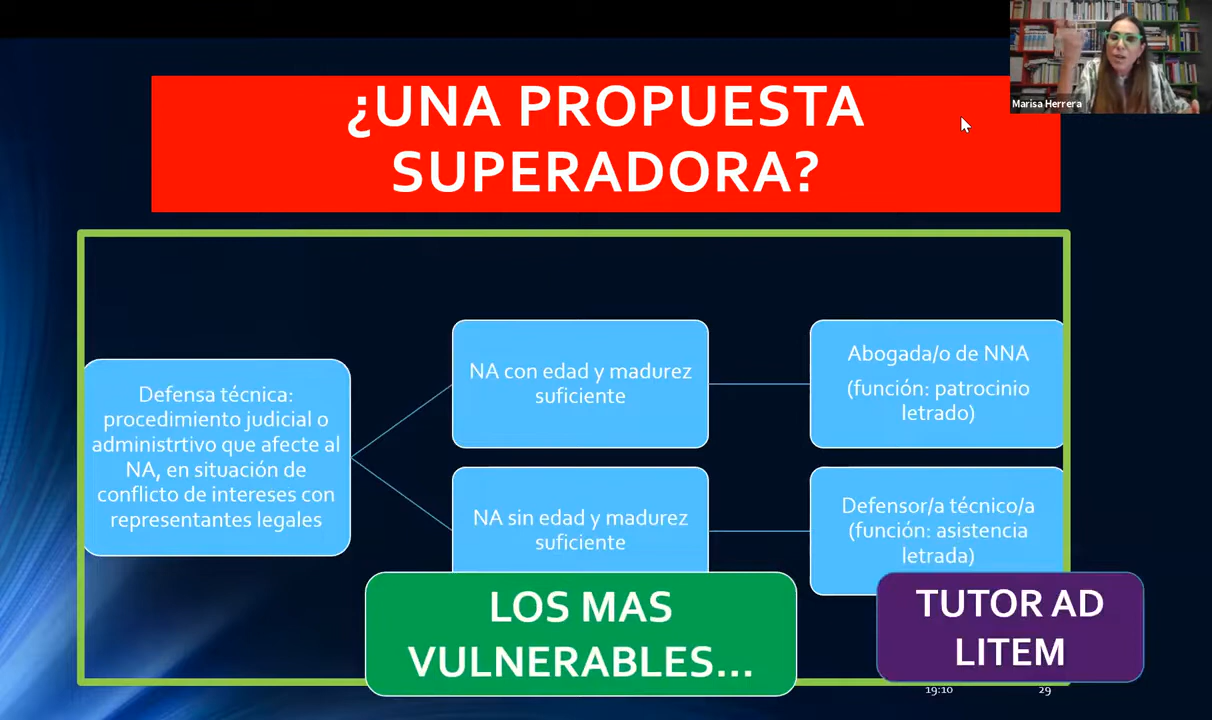 Marisa Herrera
¿UNA PROPUESTA
SUPERADORA?
Defensa técnica:
procedimiento judicial o
administrtivo que afecte al
NA, en situación de
conflicto de intereses con
representantes legales
NA con edad y madurez
suficiente
Abogada/o de NNA
(función: patrocinio
letrado)
NA sin edad y madurez
suficiente
Defensor/a técnico/a
(función: asistencia
letrada)
LOS MAS
VULNERABLES...
TUTOR AD
LITEM
19:10
29